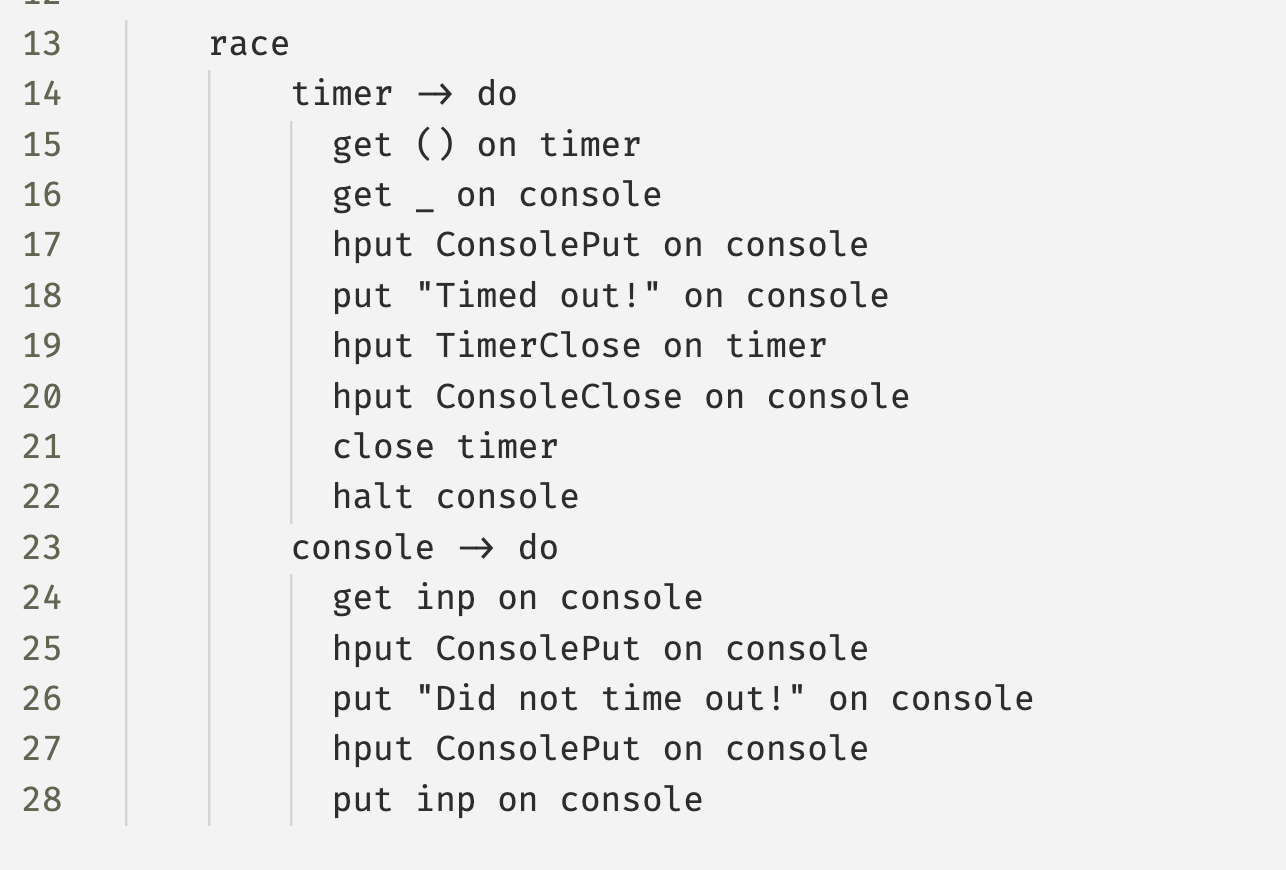 12
13 race
14 timer → do
15 get () on timer
16 get _ on console
17 hput ConsolePut on console
18 put "Timed out!" on console
19 hput TimerClose on timer
20 hput ConsoleClose on console
21 close timer
22 halt console
23 console → do
24 get inp on console
25 hput ConsolePut on console
26 put "Did not time out!" on console
27 hput ConsolePut on console
28 put inp on console